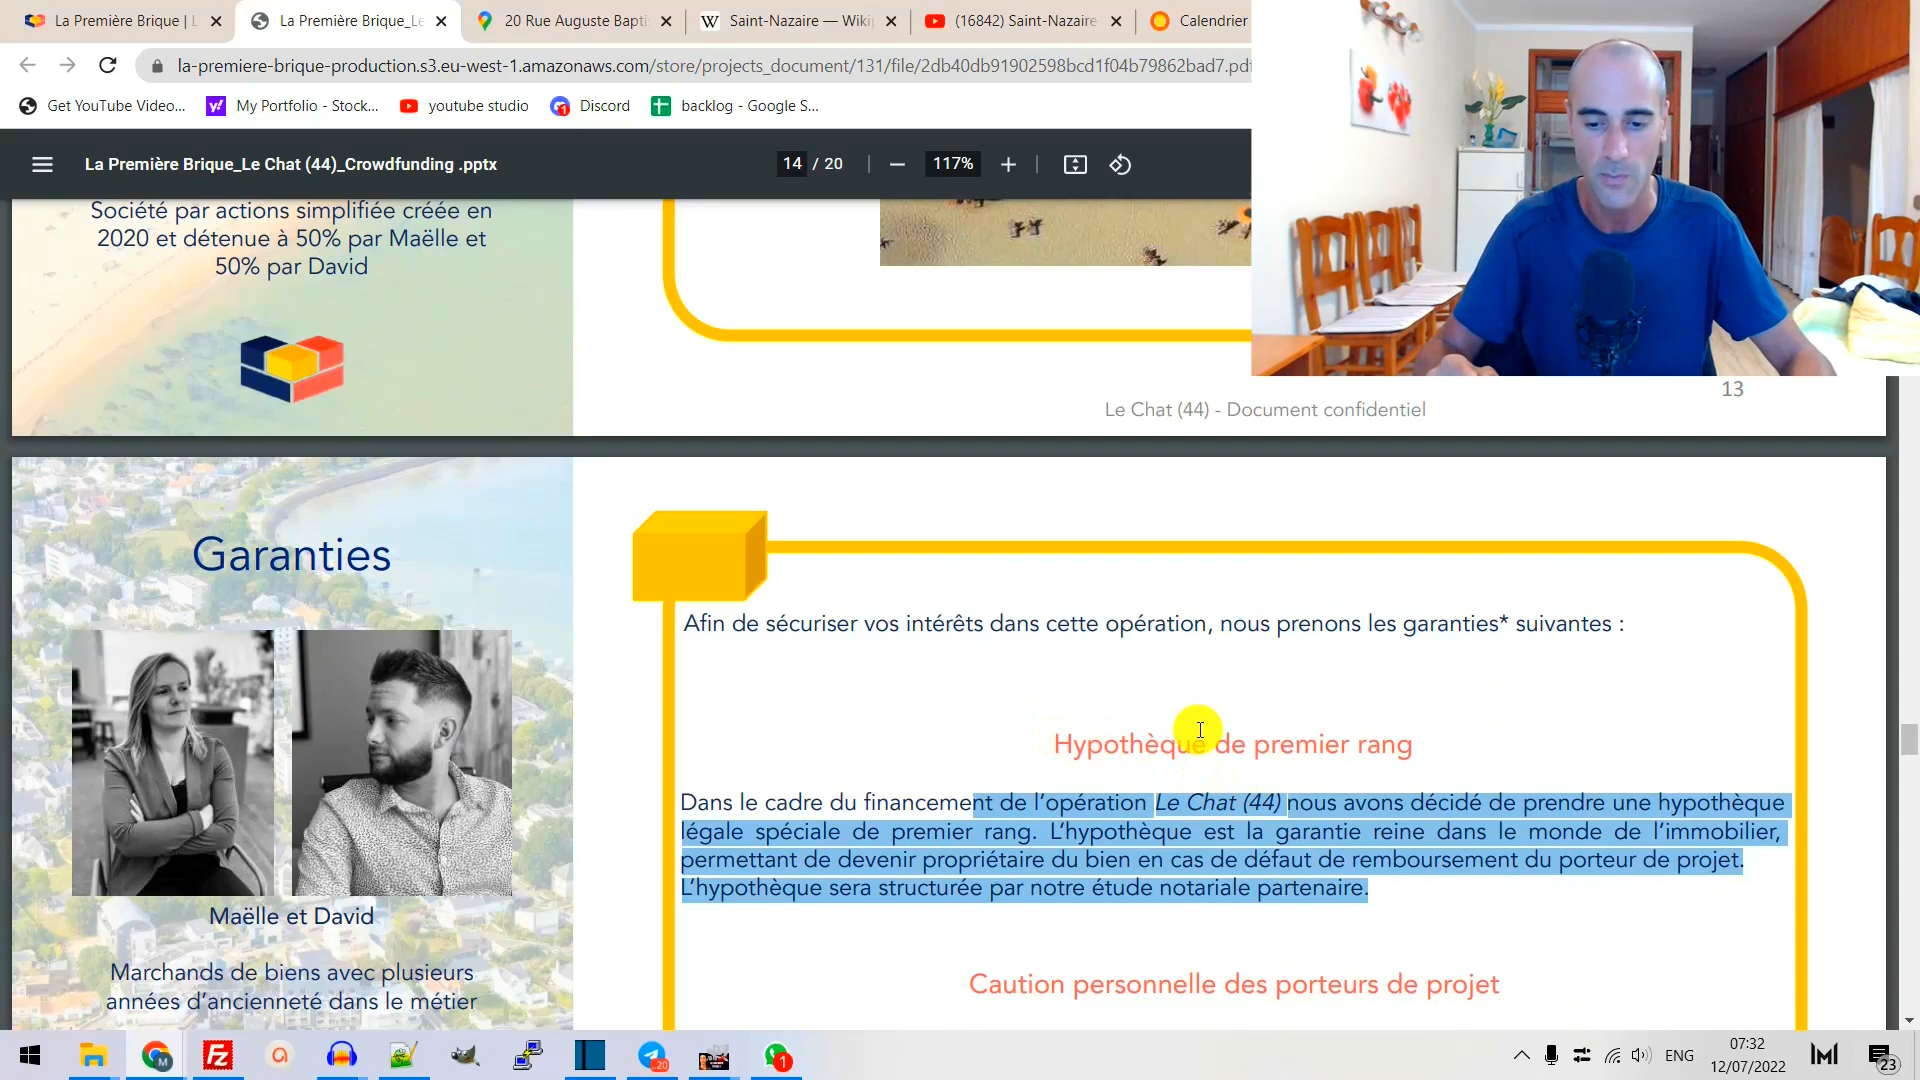 La Première Brique | L
La Première Brique_Le
20 Rue Auguste Bapti
Saint-Nazaire — Wikip
(16842) Saint-Nazaire
Calendrier
la-premiere-brique-production.s3.eu-west-1.amazonaws.com/store/projects_document/131/file/2db40db91902598bcd1f04b79862bad7.pdf
Get YouTube Video...
My Portfolio - Stock...
youtube studio
Discord
backlog - Google S...
La Première Brique_Le Chat (44)_Crowdfunding .pptx
14 / 20
117%
Société par actions simplifiée créée en
2020 et détenue à 50% par Maëlle et
50% par David
13
Le Chat (44) - Document confidentiel
Garanties
Maëlle et David
Marchands de biens avec plusieurs
années d'ancienneté dans le métier
Afin de sécuriser vos intérêts dans cette opération, nous prenons les garanties* suivantes :
Hypothèque de premier rang
Dans le cadre du financement de l'opération Le Chat (44) nous avons décidé de prendre une hypothèque
légale spéciale de premier rang. L'hypothèque est la garantie reine dans le monde de l'immobilier,
permettant de devenir propriétaire du bien en cas de défaut de remboursement du porteur de projet.
L'hypothèque sera structurée par notre étude notariale partenaire.
Caution personnelle des porteurs de projet
20
1
ENG
07:32
12/07/2022
23